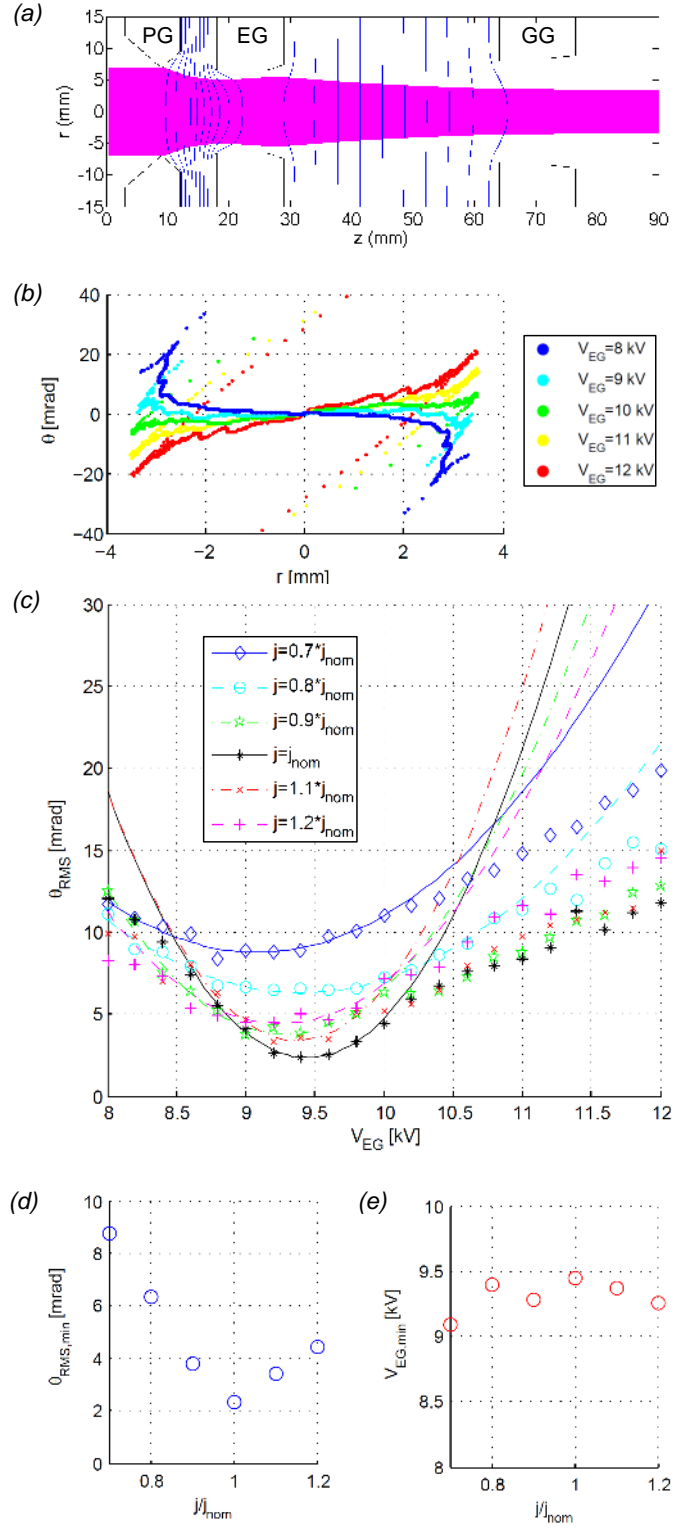 (a)
15
10
5
0
-5
-10
-15
r (mm)
PG
EG
GG
0 10 20 30 40 50 60 70 80 90
z (mm)
(b)
40
20
0
−20
−40
θ [mrad]
−4 −2 0 2 4
r [mm]
V_EG=8 kV
V_EG=9 kV
V_EG=10 kV
V_EG=11 kV
V_EG=12 kV
(c)
30
25
20
15
10
5
0
θ_RMS [mrad]
j=0.7*j_nom
j=0.8*j_nom
j=0.9*j_nom
j=j_nom
j=1.1*j_nom
j=1.2*j_nom
8 8.5 9 9.5 10 10.5 11 11.5 12
V_EG [kV]
(d)
10
8
6
4
2
0
θ_RMS,min [mrad]
0.8 1 1.2
j/j_nom
(e)
10
9.5
9
8.5
8
V_EG,min [kV]
0.8 1 1.2
j/j_nom